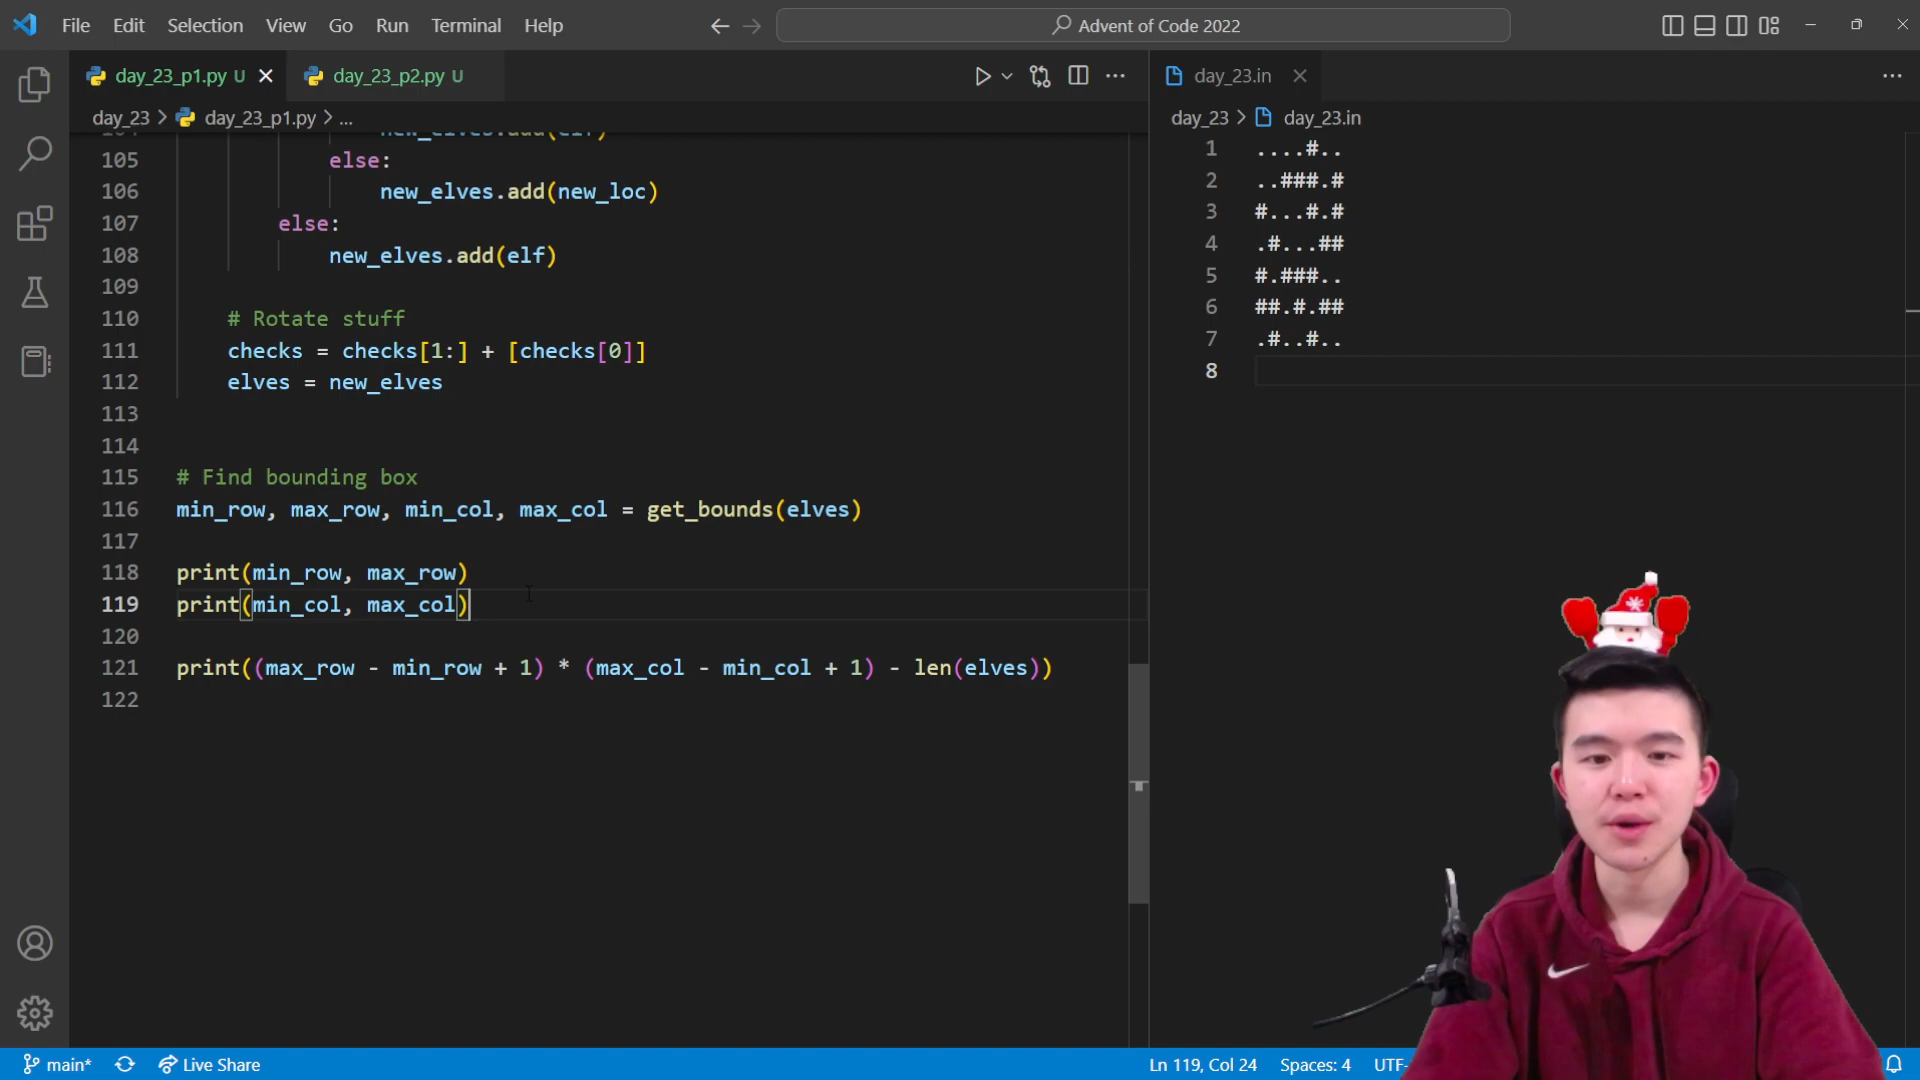 File Edit Selection View Go Run Terminal Help
Advent of Code 2022
day_23_p1.py U
day_23_p2.py U
day_23 > day_23_p1.py > ...
new_elves.add(elf)
105 else:
106 new_elves.add(new_loc)
107 else:
108 new_elves.add(elf)
109
110 # Rotate stuff
111 checks = checks[1:] + [checks[0]]
112 elves = new_elves
113
114
115 # Find bounding box
116 min_row, max_row, min_col, max_col = get_bounds(elves)
117
118 print(min_row, max_row)
119 print(min_col, max_col)
120
121 print((max_row - min_row + 1) * (max_col - min_col + 1) - len(elves))
122
day_23.in
day_23 > day_23.in
1 ....#..
2 ..###.#
3 #...#.#
4 .#...##
5 #.###..
6 ##.#.##
7 .#..#..
8
main* Live Share Ln 119, Col 24 Spaces: 4 UTF-